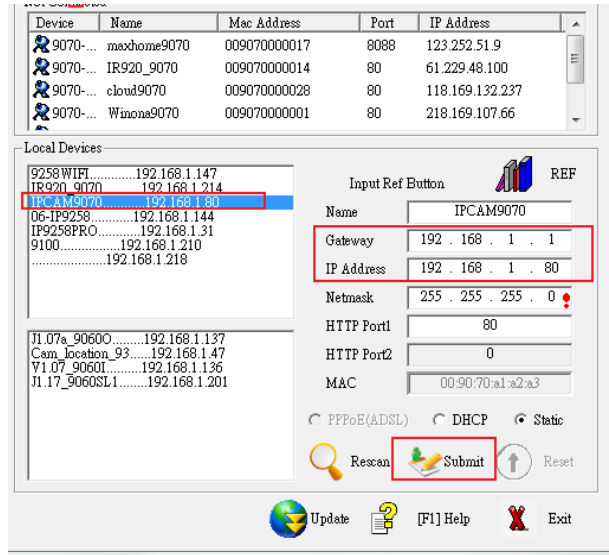 Device Name Mac Address Port IP Address
9070-... maxhome9070 009070000017 8088 123.252.51.9
9070-... IR920_9070 009070000014 80 61.229.48.100
9070-... cloud9070 009070000028 80 118.169.132.237
9070-... Winona9070 009070000001 80 218.169.107.66
Local Devices
9258WIFI.............192.168.1.147
IR920_9070..........192.168.1.214
IPCAM9070............192.168.1.80
06-IP9258...........192.168.1.144
IP9258PRO...........192.168.1.31
9100...................192.168.1.210
.......................192.168.1.218
J1.07a_9060O.........192.168.1.137
Cam_location_93......192.168.1.47
V1.07_9060I..........192.168.1.136
J1.17_9060SL1........192.168.1.201
Input Ref Button REF
Name IPCAM9070
Gateway 192 . 168 . 1 . 1
IP Address 192 . 168 . 1 . 80
Netmask 255 . 255 . 255 . 0
HTTP Port1 80
HTTP Port2 0
MAC 00:90:70:a1:a2:a3
PPPoE(ADSL) DHCP Static
Rescan Submit Reset
Update [F1] Help Exit